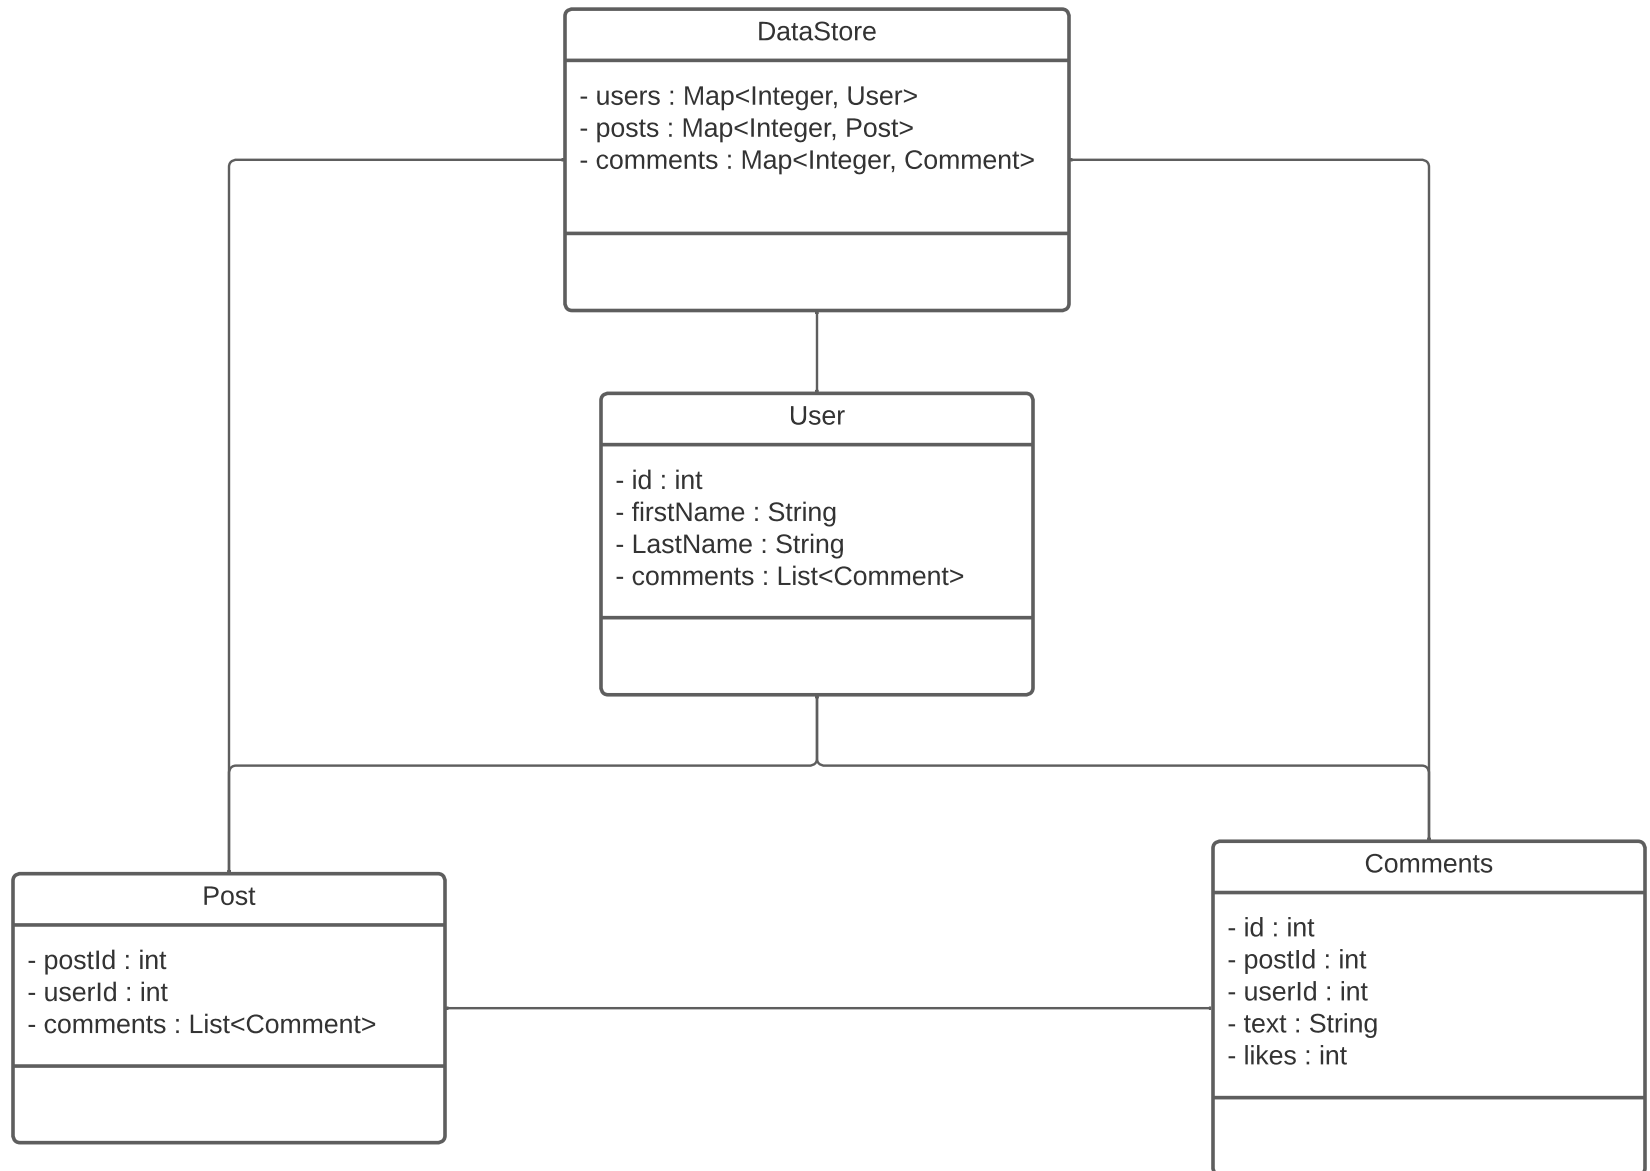 DataStore
- users : Map<Integer, User>
- posts : Map<Integer, Post>
- comments : Map<Integer, Comment>
User
- id : int
- firstName : String
- LastName : String
- comments : List<Comment>
Post
- postId : int
- userId : int
- comments : List<Comment>
Comments
- id : int
- postId : int
- userId : int
- text : String
- likes : int